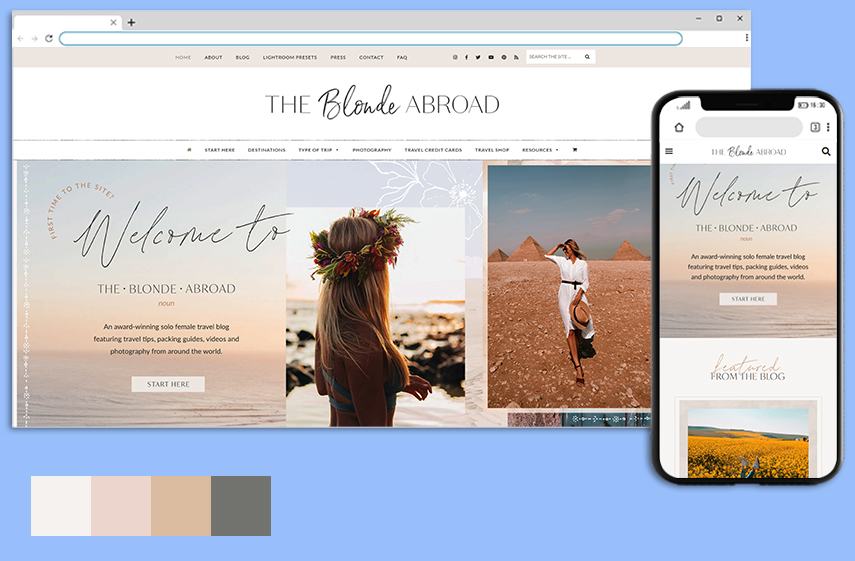 HOME ABOUT BLOG LIGHTROOM PRESETS PRESS CONTACT FAQ SEARCH THE SITE ...
THE Blonde ABROAD
START HERE DESTINATIONS TYPE OF TRIP PHOTOGRAPHY TRAVEL CREDIT CARDS TRAVEL SHOP RESOURCES
FIRST TIME TO THE SITE?
Welcome to
THE • BLONDE • ABROAD
noun
An award-winning solo female travel blog
featuring travel tips, packing guides, videos and
photography from around the world.
START HERE
16:30
3
THE Blonde ABROAD
Welcome to
THE • BLONDE • ABROAD
noun
An award-winning solo female travel blog
featuring travel tips, packing guides, videos
and photography from around the world.
START HERE
featured
FROM THE BLOG